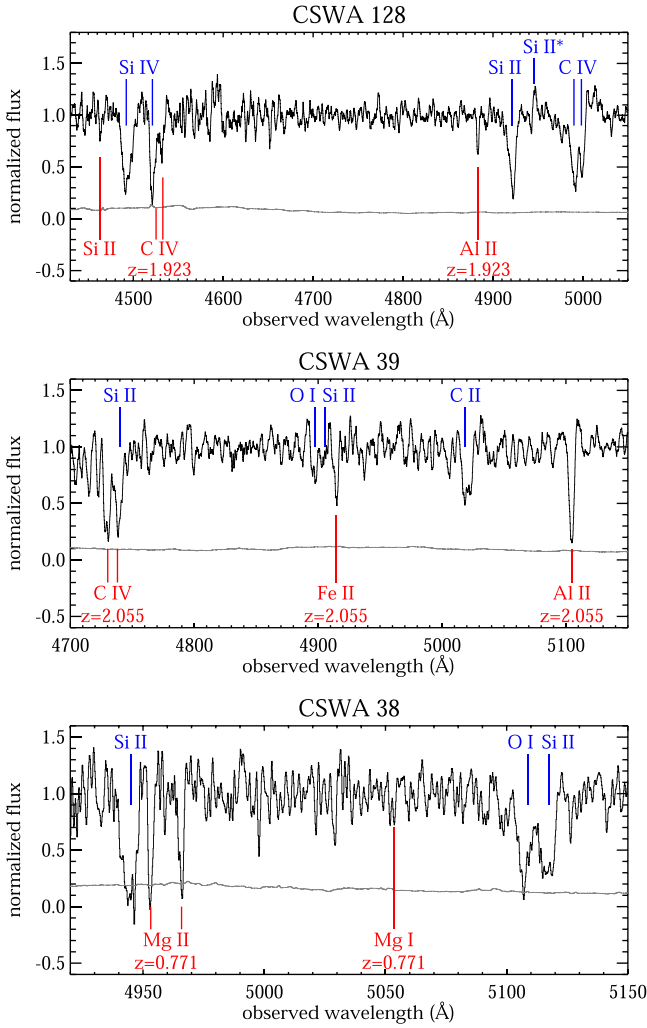 CSWA 128
1.5
1.0
0.5
0.0
-0.5
normalized flux
Si IV
Si II
Si II*
C IV
Si II
C IV
z=1.923
Al II
z=1.923
4500 4600 4700 4800 4900 5000
observed wavelength (Å)
CSWA 39
1.5
1.0
0.5
0.0
-0.5
normalized flux
Si II
O I Si II
C II
C IV
z=2.055
Fe II
z=2.055
Al II
z=2.055
4700 4800 4900 5000 5100
observed wavelength (Å)
CSWA 38
1.5
1.0
0.5
0.0
-0.5
normalized flux
Si II
O I Si II
Mg II
z=0.771
Mg I
z=0.771
4950 5000 5050 5100 5150
observed wavelength (Å)